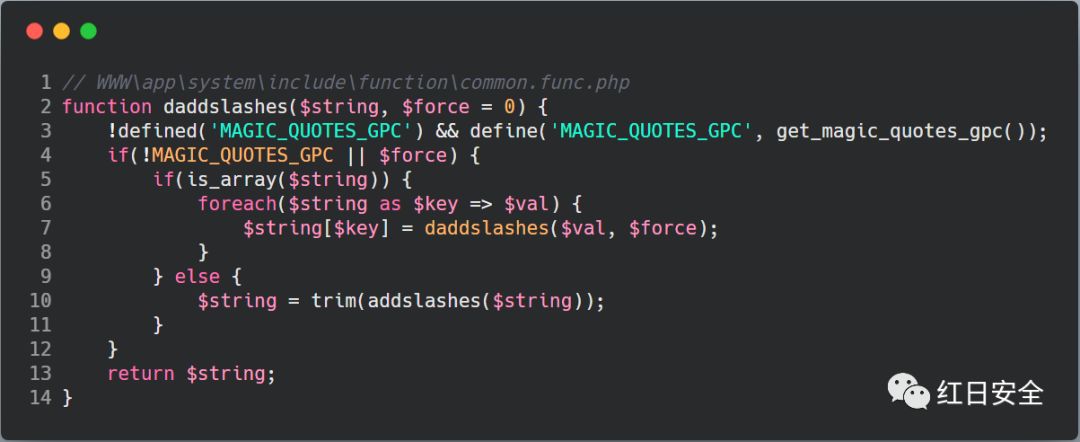 1 // WWW\app\system\include\function\common.func.php
2 function daddslashes($string, $force = 0) {
3     !defined('MAGIC_QUOTES_GPC') && define('MAGIC_QUOTES_GPC', get_magic_quotes_gpc());
4     if(!MAGIC_QUOTES_GPC || $force) {
5         if(is_array($string)) {
6             foreach($string as $key => $val) {
7                 $string[$key] = daddslashes($val, $force);
8             }
9         } else {
10             $string = trim(addslashes($string));
11         }
12     }
13     return $string;
14 }
红日安全